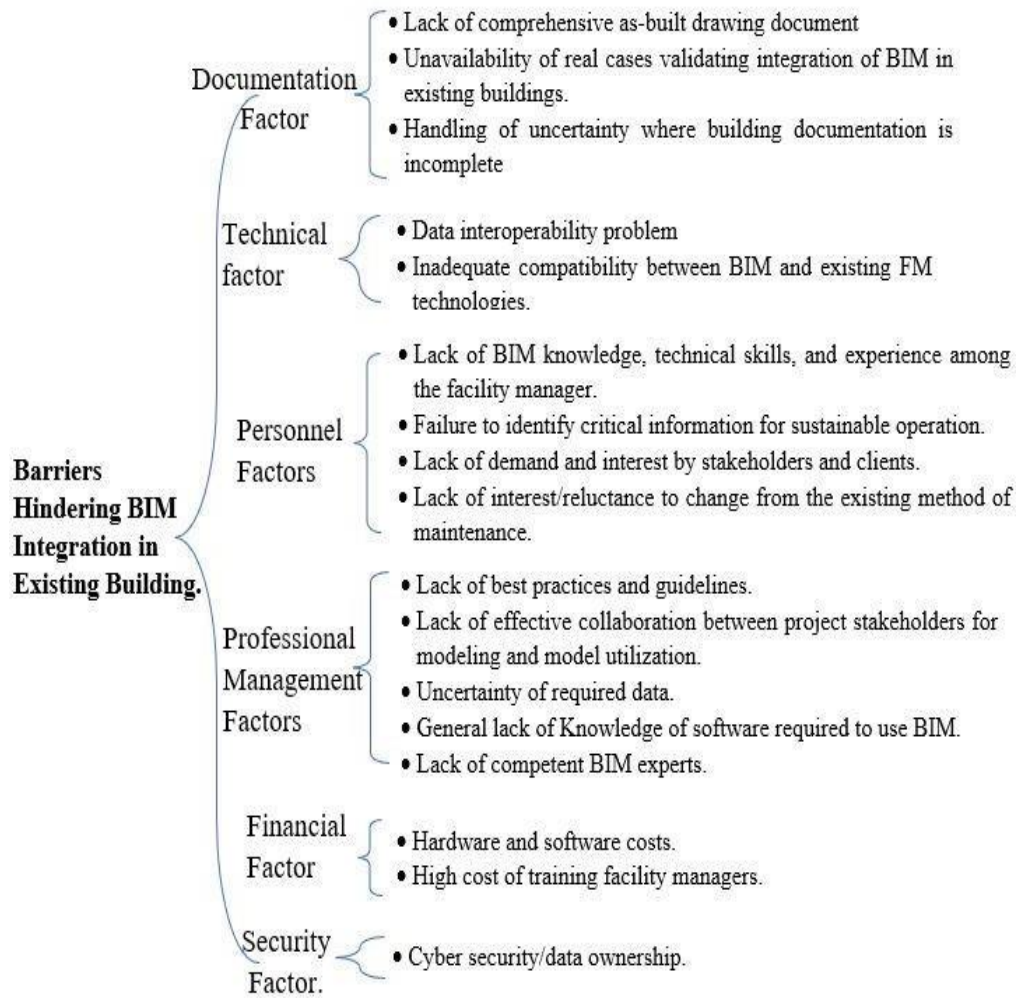 Barriers
Hindering BIM
Integration in
Existing Building.
Documentation
Factor
• Lack of comprehensive as-built drawing document
• Unavailability of real cases validating integration of BIM in
existing buildings.
• Handling of uncertainty where building documentation is
incomplete
Technical
factor
• Data interoperability problem
• Inadequate compatibility between BIM and existing FM
technologies.
Personnel
Factors
• Lack of BIM knowledge, technical skills, and experience among
the facility manager.
• Failure to identify critical information for sustainable operation.
• Lack of demand and interest by stakeholders and clients.
• Lack of interest/reluctance to change from the existing method of
maintenance.
Professional
Management
Factors
• Lack of best practices and guidelines.
• Lack of effective collaboration between project stakeholders for
modeling and model utilization.
• Uncertainty of required data.
• General lack of Knowledge of software required to use BIM.
• Lack of competent BIM experts.
Financial
Factor
• Hardware and software costs.
• High cost of training facility managers.
Security
Factor.
• Cyber security/data ownership.